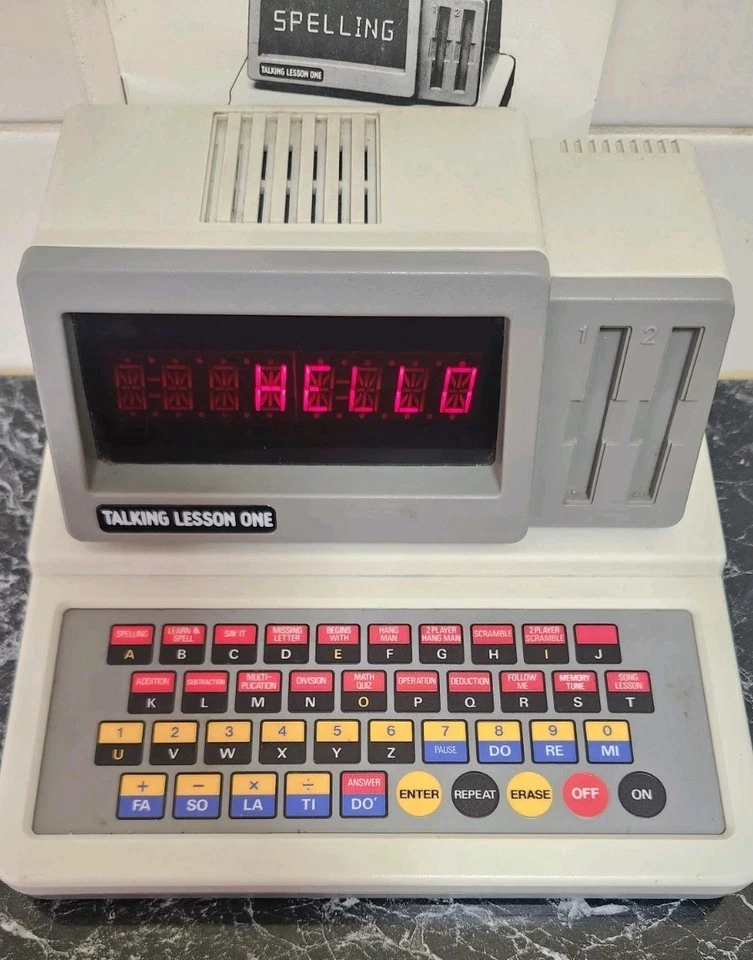 SPELLING
TALKING LESSON ONE
1 2
HELLO
1 2
TALKING LESSON ONE
SPELLING LEARN & SPELL SAY IT MISSING LETTER BEGINS WITH HANG MAN 2 PLAYER HANG MAN SCRAMBLE 2 PLAYER SCRAMBLE
A B C D E F G H I J
ADDITION SUBTRACTION MULTI-PLICATION DIVISION MATH QUIZ OPERATION DEDUCTION FOLLOW ME MEMORY TUNE SONG LESSON
K L M N O P Q R S T
1 2 3 4 5 6 7 8 9 0
U V W X Y Z PAUSE DO RE MI
+ − × ÷ ANSWER ENTER REPEAT ERASE OFF ON
FA SO LA TI DO'